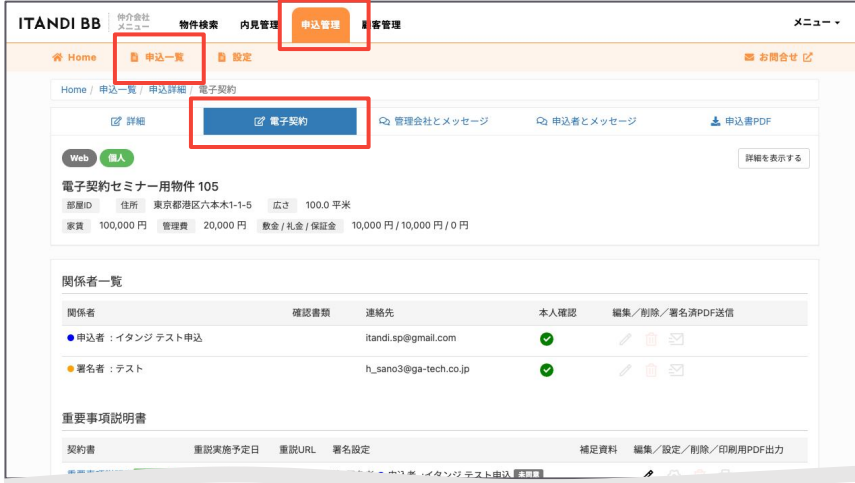 ITANDI BB 仲介会社メニュー 物件検索 内見管理 申込管理 顧客管理 メニュー
Home 申込一覧 設定 お問合せ
Home / 申込一覧 / 申込詳細 / 電子契約
詳細 電子契約 管理会社とメッセージ 申込者とメッセージ 申込書PDF
Web 個人 詳細を表示する
電子契約セミナー用物件 105
部屋ID 住所 東京都港区六本木1-1-5 広さ 100.0 平米
家賃 100,000 円 管理費 20,000 円 敷金 / 礼金 / 保証金 10,000 円 / 10,000 円 / 0 円
関係者一覧
関係者 確認書類 連絡先 本人確認 編集／削除／署名済PDF送信
申込者 : イタンジ テスト申込 itandi.sp@gmail.com
署名者 : テスト h_sano3@ga-tech.co.jp
重要事項説明書
契約書 重説実施予定日 重説URL 署名設定 補足資料 編集／設定／削除／印刷用PDF出力
申込者 : イタンジ テスト申込